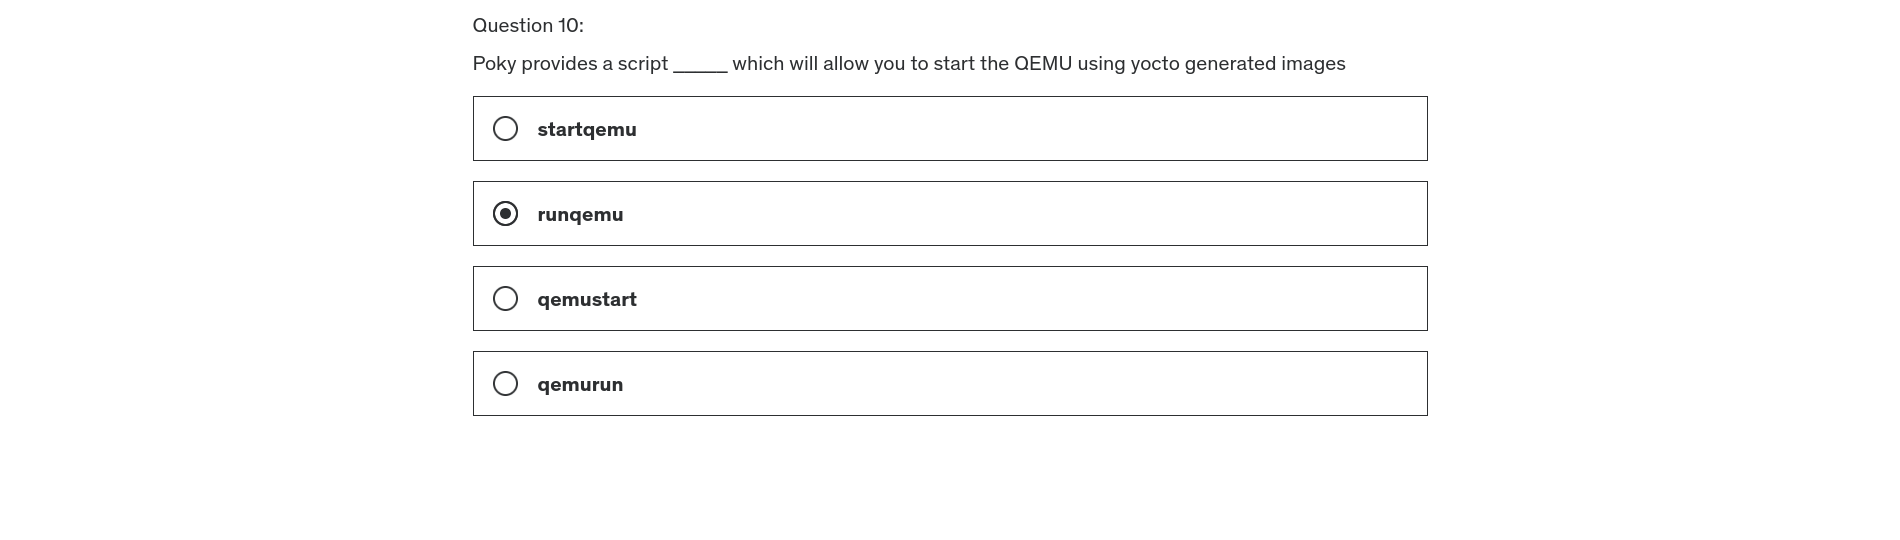 Question 10:
Poky provides a script ______ which will allow you to start the QEMU using yocto generated images
startqemu
runqemu
qemustart
qemurun